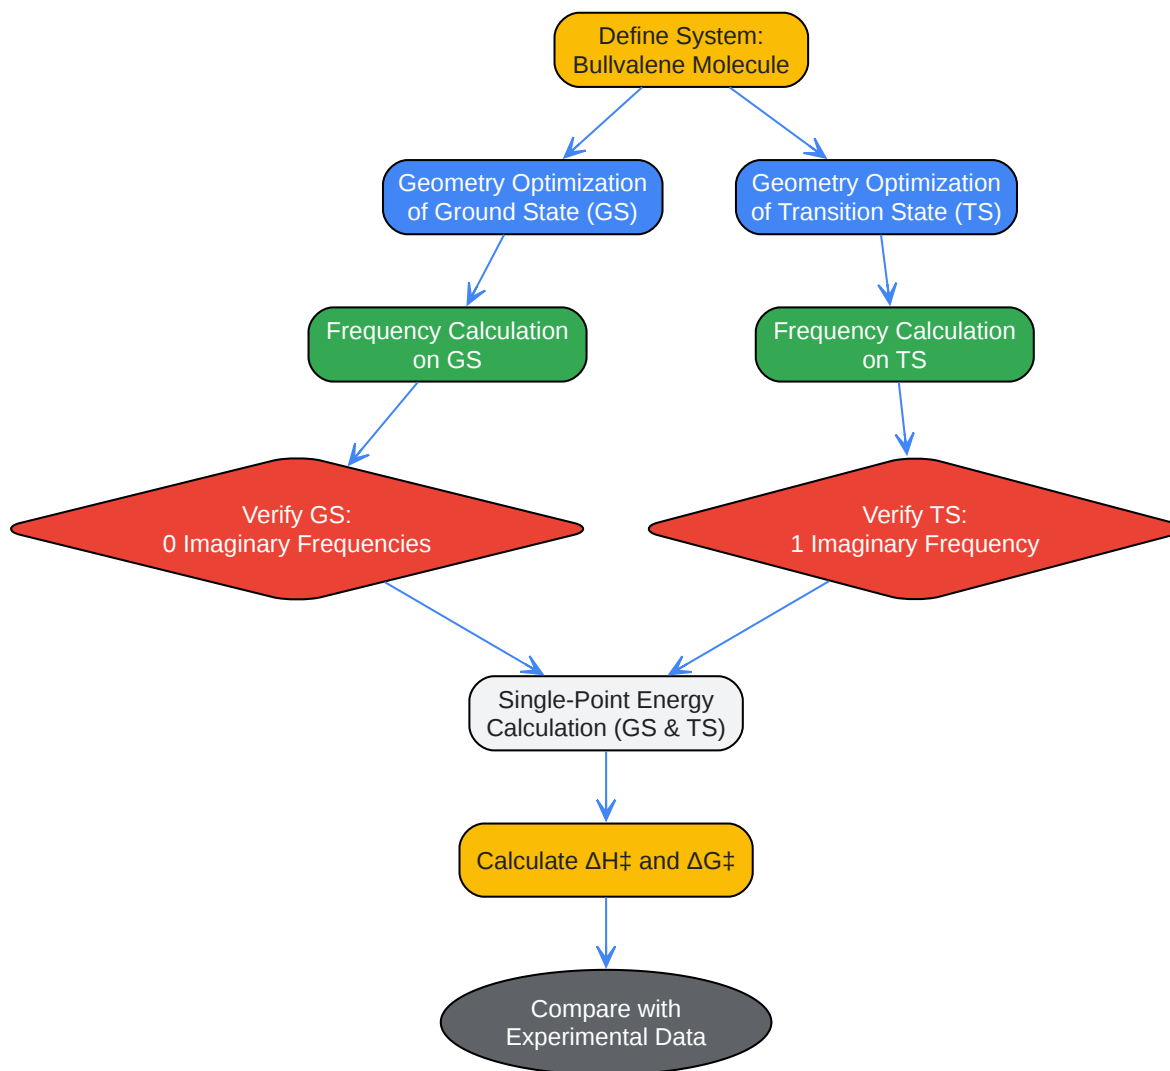 Define System:
Bullvalene Molecule
Geometry Optimization
of Ground State (GS)
Geometry Optimization
of Transition State (TS)
Frequency Calculation
on GS
Frequency Calculation
on TS
Verify GS:
0 Imaginary Frequencies
Verify TS:
1 Imaginary Frequency
Single-Point Energy
Calculation (GS & TS)
Calculate ΔH‡ and ΔG‡
Compare with
Experimental Data